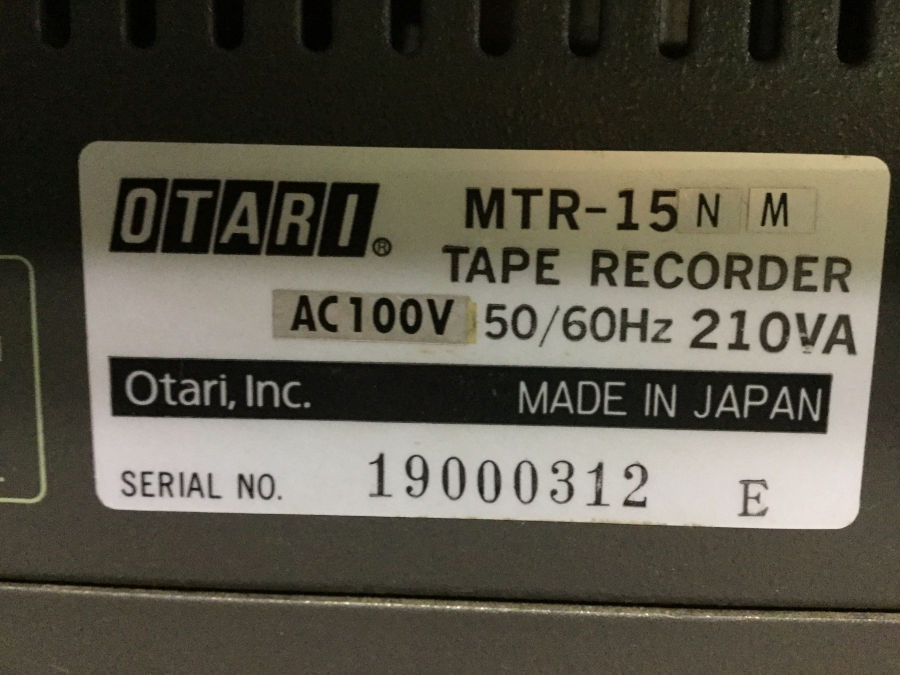 OTARI® MTR-15 N M
TAPE RECORDER
AC100V 50/60Hz 210VA
Otari, Inc. MADE IN JAPAN
SERIAL NO. 19000312 E